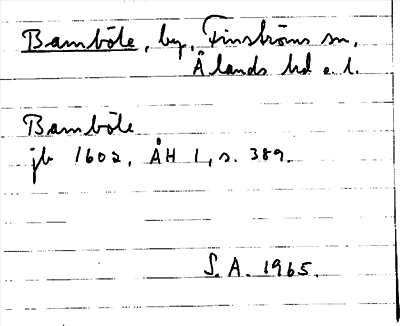 Bamböle, by, Finströms sn,
Ålands hd e.l.
Bamböle
jb 1602, ÅH 1, s. 389.
S. A. 1965.